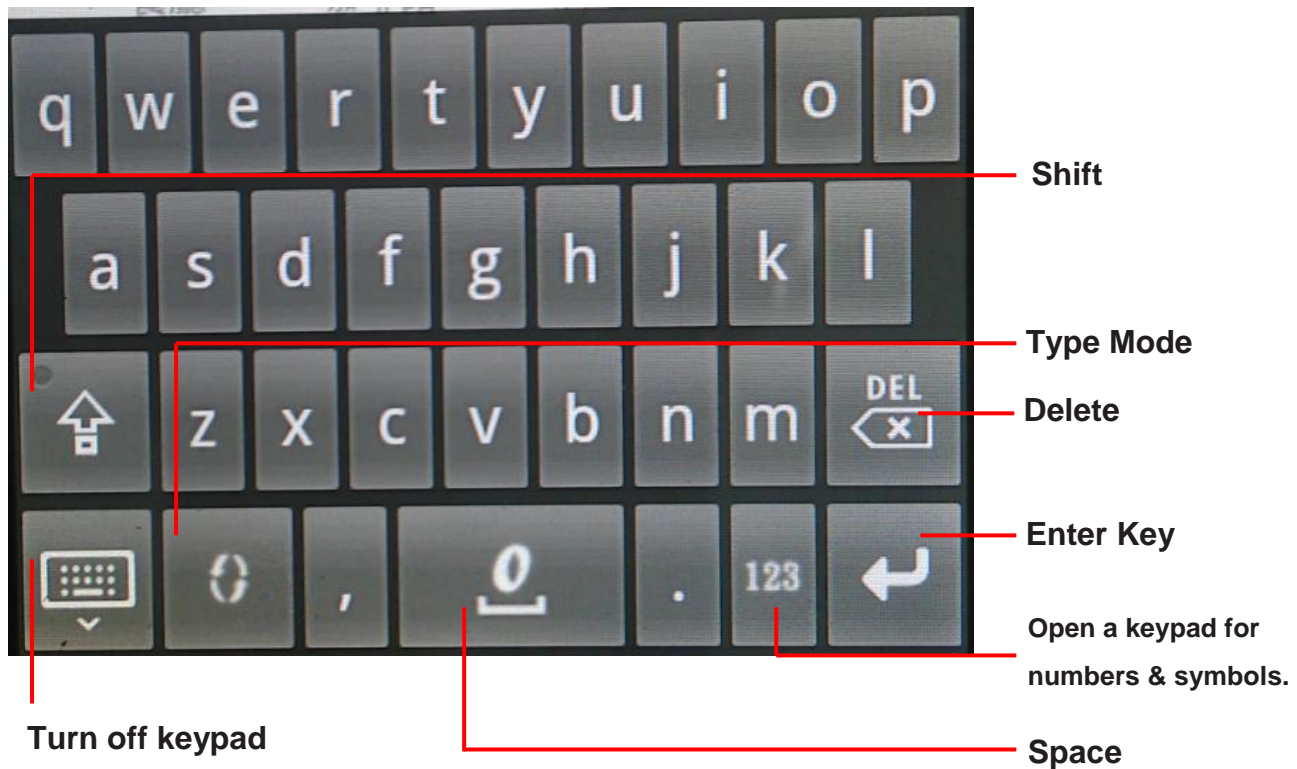 q w e r t y u i o p
Shift
a s d f g h j k l
Type Mode
z x c v b n m DEL
Delete
, . 123
Enter Key
Open a keypad for
numbers & symbols.
Turn off keypad
Space